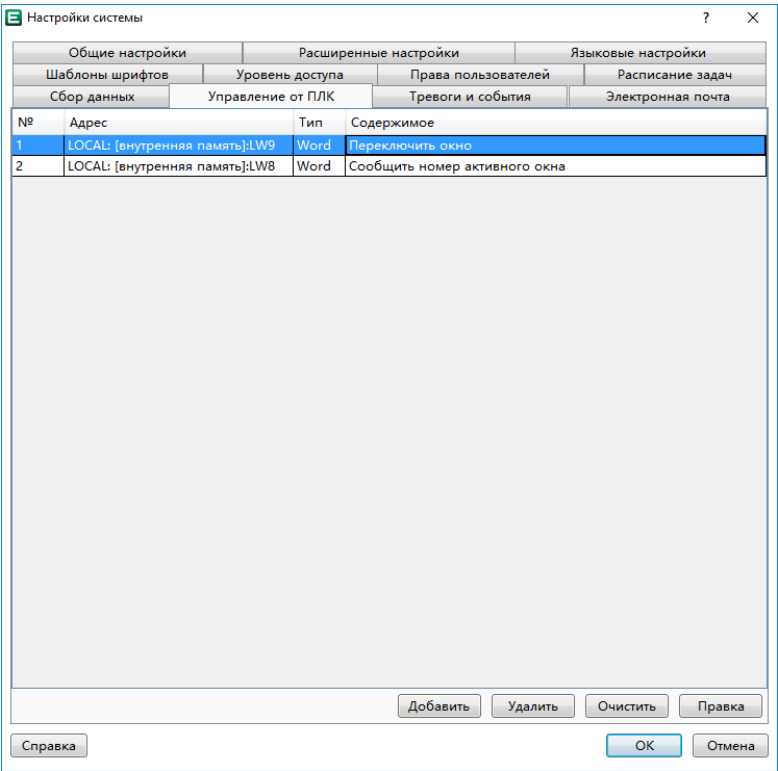 Настройки системы ? ×
Общие настройки Расширенные настройки Языковые настройки
Шаблоны шрифтов Уровень доступа Права пользователей Расписание задач
Сбор данных Управление от ПЛК Тревоги и события Электронная почта
№ Адрес Тип Содержимое
1 LOCAL: [внутренняя память]:LW9 Word Переключить окно
2 LOCAL: [внутренняя память]:LW8 Word Сообщить номер активного окна
Добавить Удалить Очистить Правка
Справка OK Отмена